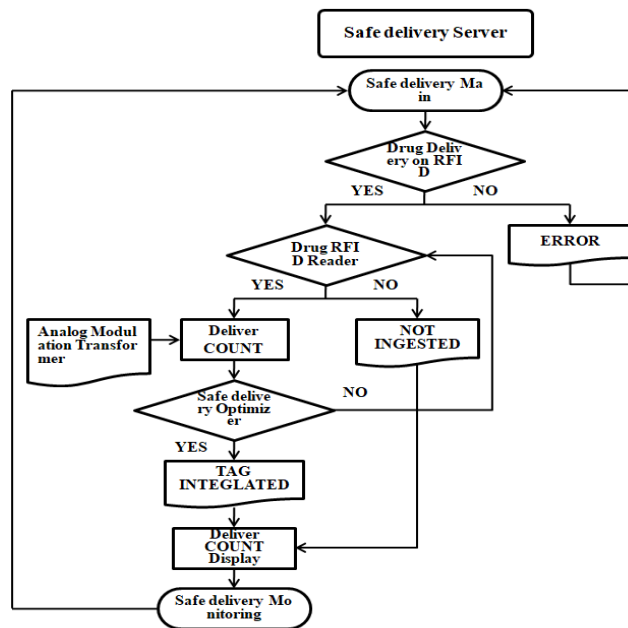 Safe delivery Server
Safe delivery Ma
in
Drug Deliv
ery on RFI
D
YES
NO
Drug RFI
D Reader
ERROR
YES
NO
Analog Modul
ation Transfor
mer
Deliver
COUNT
NOT
INGESTED
Safe delive
ry Optimiz
er
NO
YES
TAG
INTEGLATED
Deliver
COUNT
Display
Safe delivery Mo
nitoring